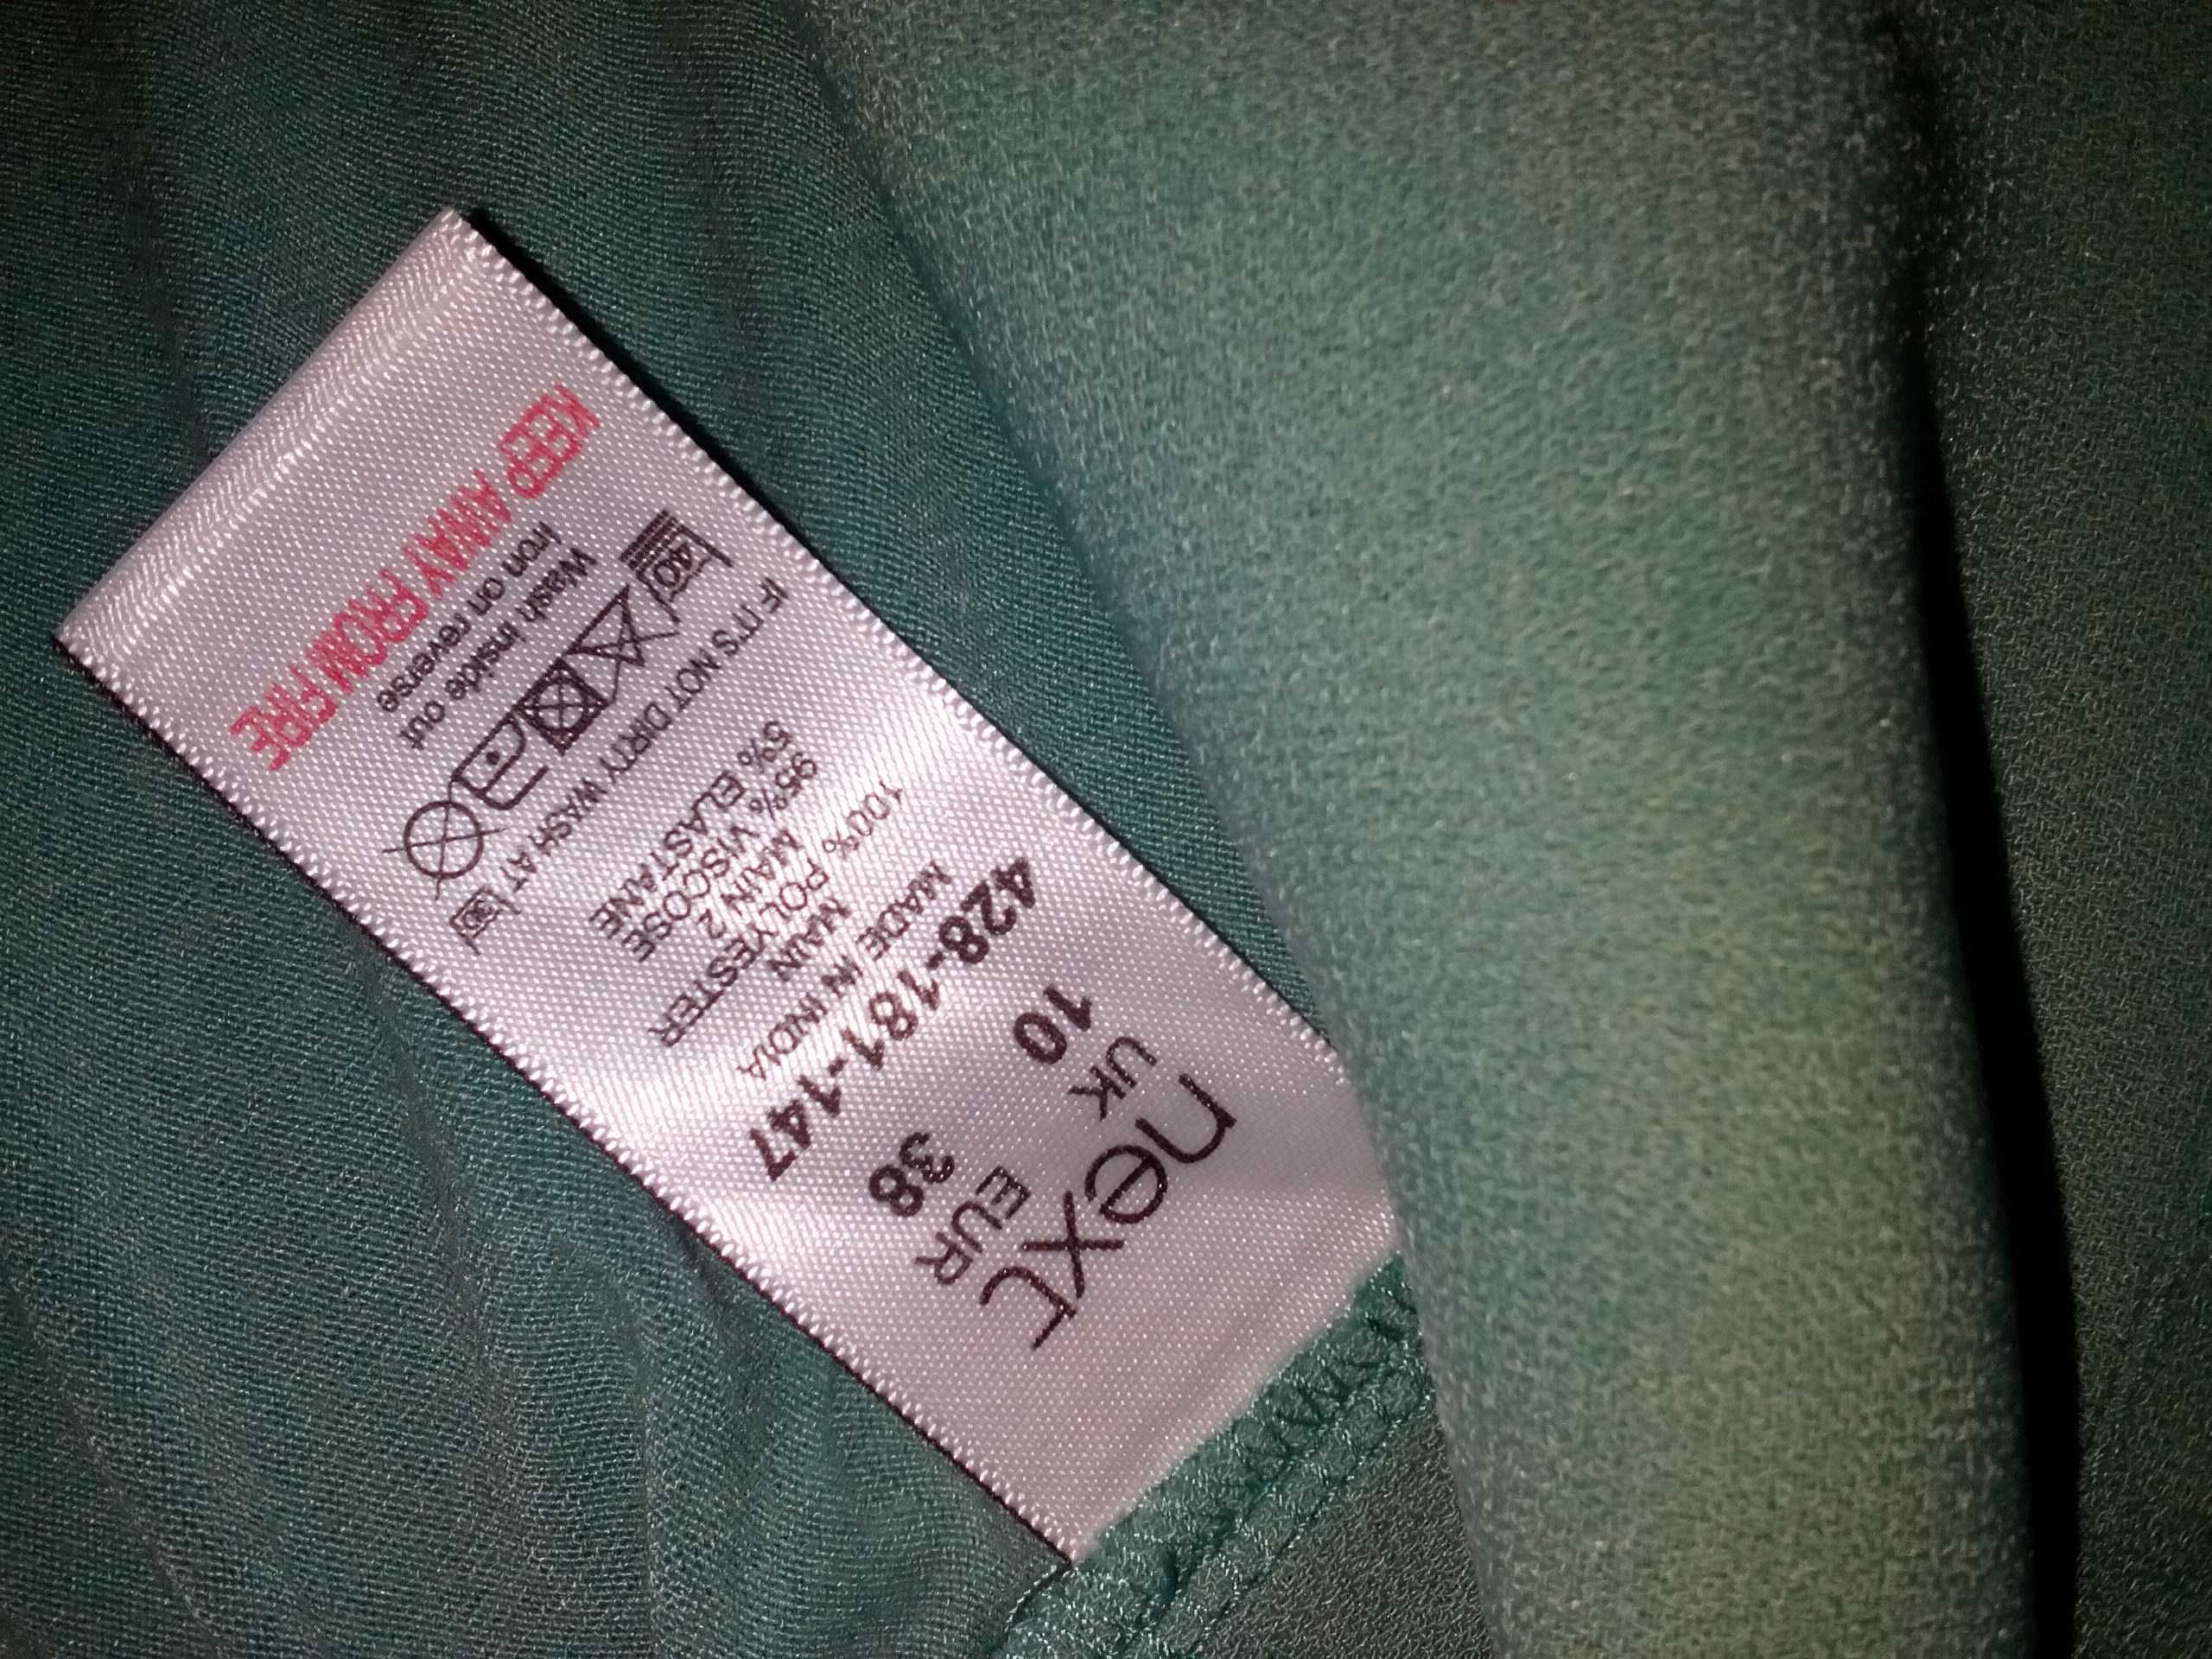 next
UK EUR
10 38
428-181-147
MADE IN INDIA
MAIN
100% POLYESTER
MAIN 2
95% VISCOSE
5% ELASTANE
IF IT'S NOT DIRTY WASH AT 30
40
Wash inside out
Iron on reverse
KEEP AWAY FROM FIRE